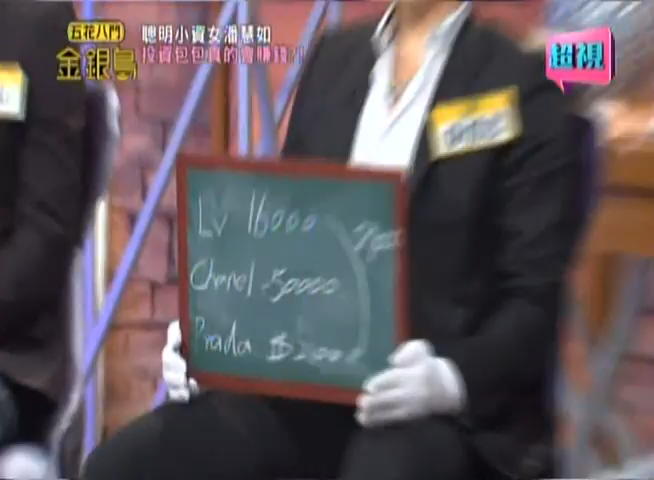 五花八門
金銀島
聰明小資女潘慧如
投資包包真的會賺錢?!
超視
LV 16000
Chanel 50000
Prada